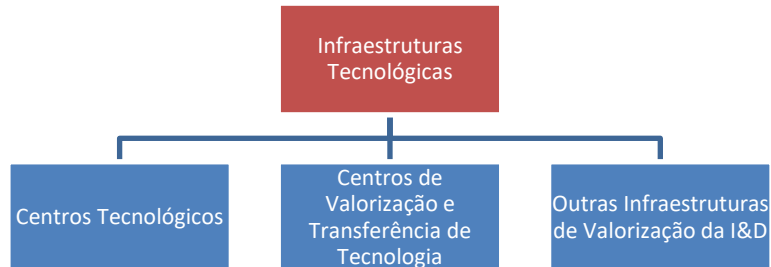 Infraestruturas
Tecnológicas
Centros Tecnológicos
Centros de
Valorização e
Transferência de
Tecnologia
Outras Infraestruturas
de Valorização da I&D